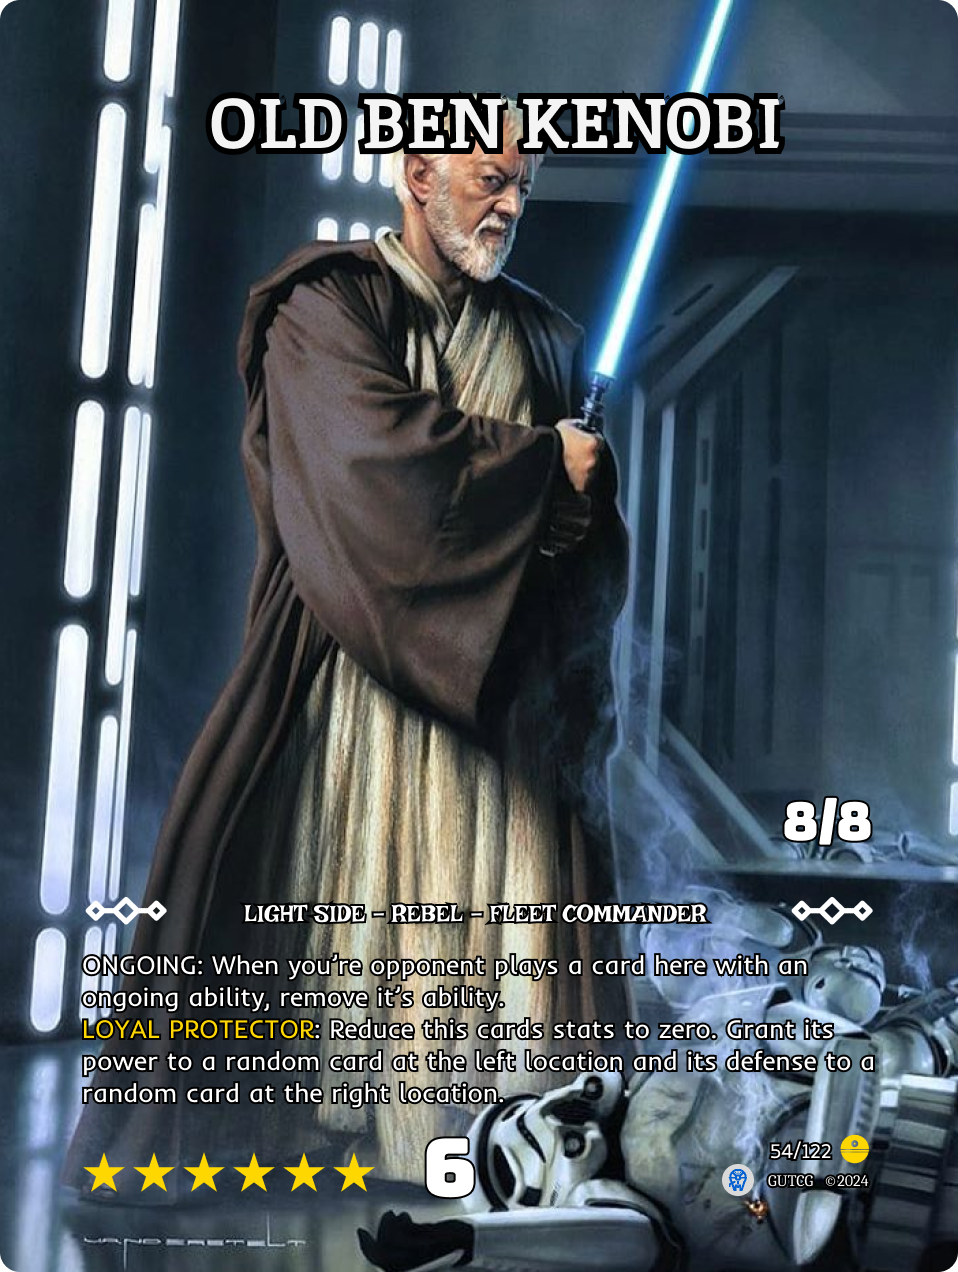 OLD BEN KENOBI
8/8
LIGHT SIDE - REBEL - FLEET COMMANDER
ONGOING: When you're opponent plays a card here with an
ongoing ability, remove it's ability.
LOYAL PROTECTOR: Reduce this cards stats to zero. Grant its
power to a random card at the left location and its defense to a
random card at the right location.
6
54/122
GUTCG ©2024
VANDERSTELT